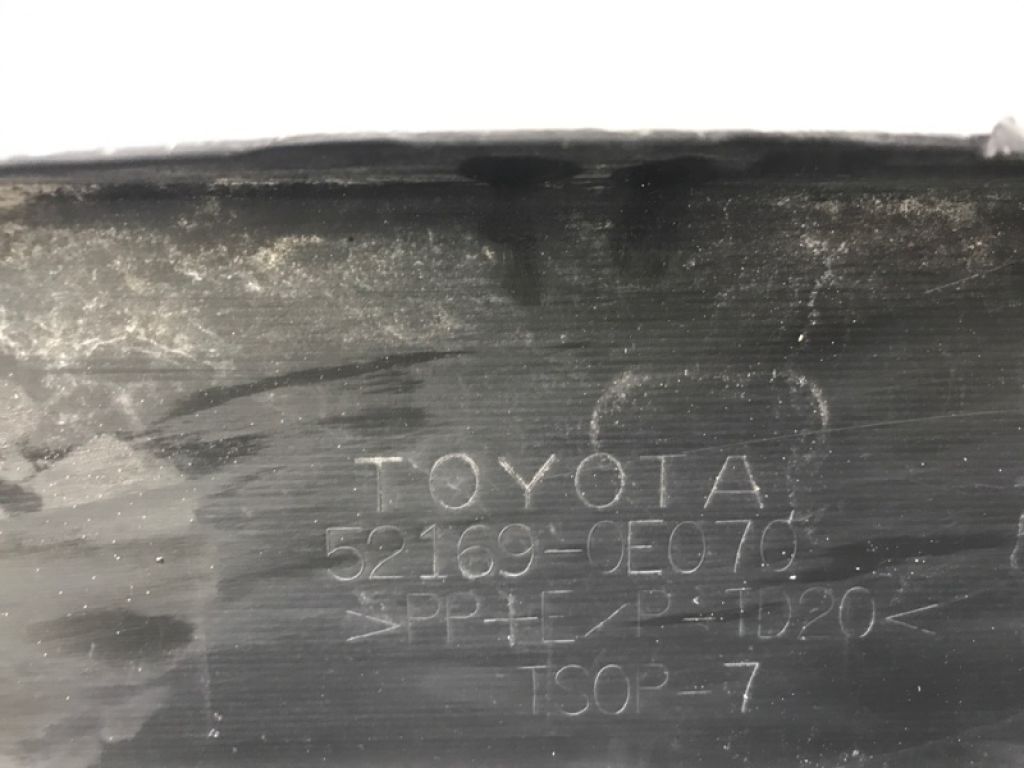 TOYOTA
52169-0E070
>PP+E/P-TD20<
TSOP-7